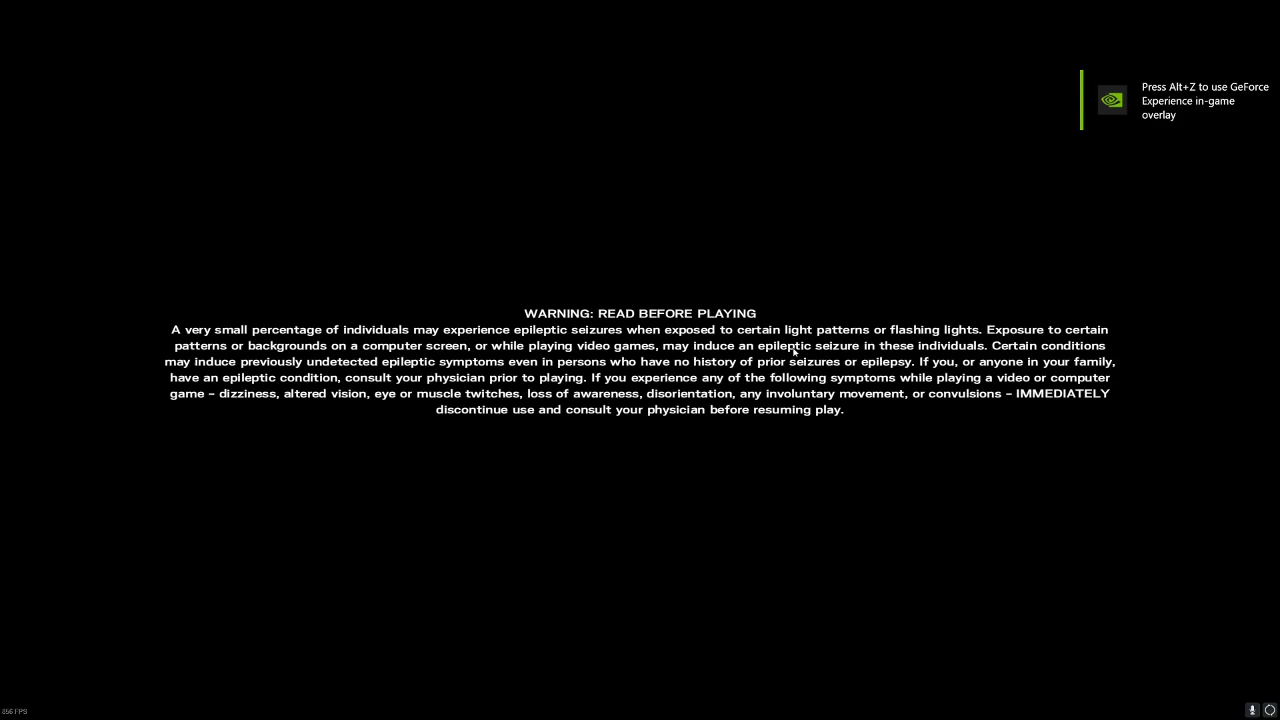 Press Alt+Z to use GeForce
Experience in-game
overlay
WARNING: READ BEFORE PLAYING
A very small percentage of individuals may experience epileptic seizures when exposed to certain light patterns or flashing lights. Exposure to certain
patterns or backgrounds on a computer screen, or while playing video games, may induce an epileptic seizure in these individuals. Certain conditions
may induce previously undetected epileptic symptoms even in persons who have no history of prior seizures or epilepsy. If you, or anyone in your family,
have an epileptic condition, consult your physician prior to playing. If you experience any of the following symptoms while playing a video or computer
game – dizziness, altered vision, eye or muscle twitches, loss of awareness, disorientation, any involuntary movement, or convulsions – IMMEDIATELY
discontinue use and consult your physician before resuming play.
856 FPS